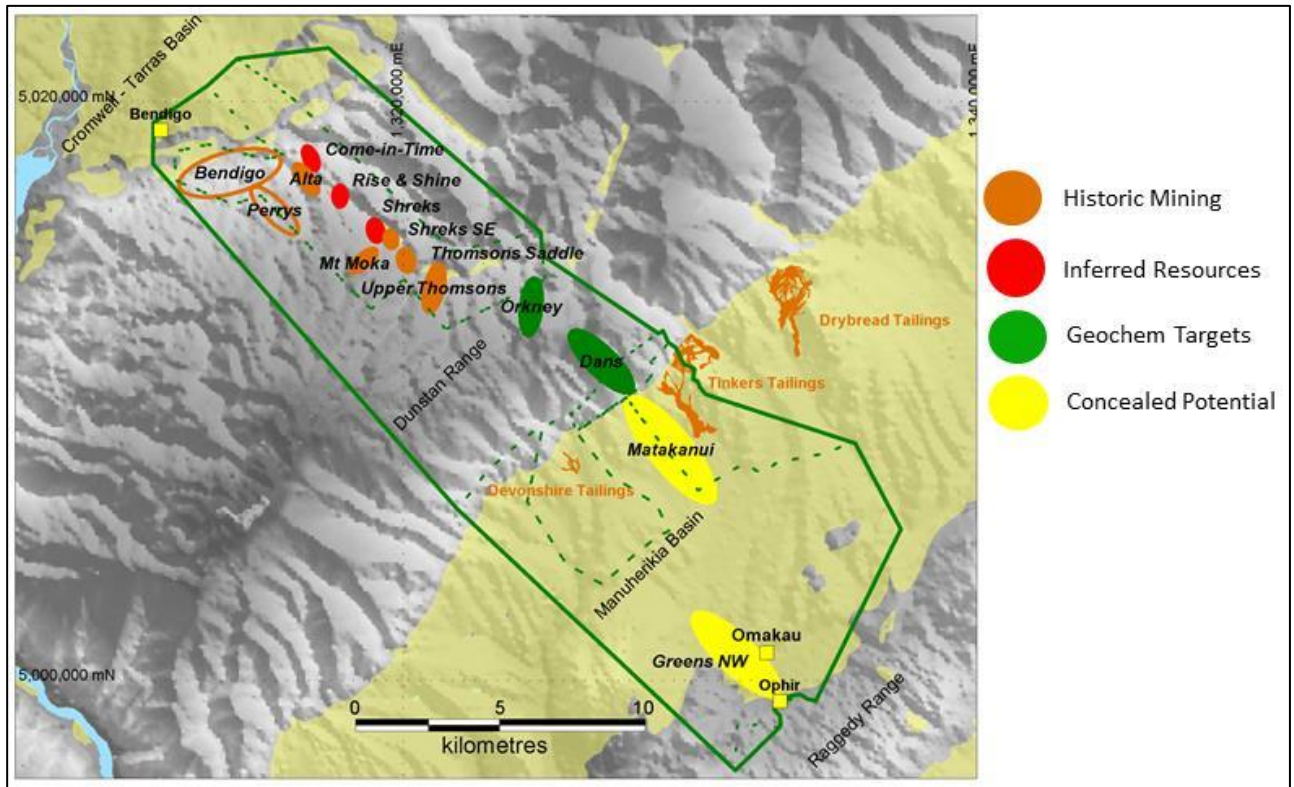 Cromwell - Tarras Basin
1,320,000 mE
1,340,000 mE
5,020,000 mN
Bendigo
Come-in-Time
Bendigo
Alta
Rise & Shine
Perrys
Shreks
Shreks SE
Mt Moka
Thomsons Saddle
Upper Thomsons
Orkney
Drybread Tailings
Dunstan Range
Dans
Tinkers Tailings
Matakanui
Devonshire Tailings
Manuherikia Basin
Omakau
Greens NW
5,000,000 mN
Ophir
Raggedy Range
0 5 10
kilometres
Historic Mining
Inferred Resources
Geochem Targets
Concealed Potential